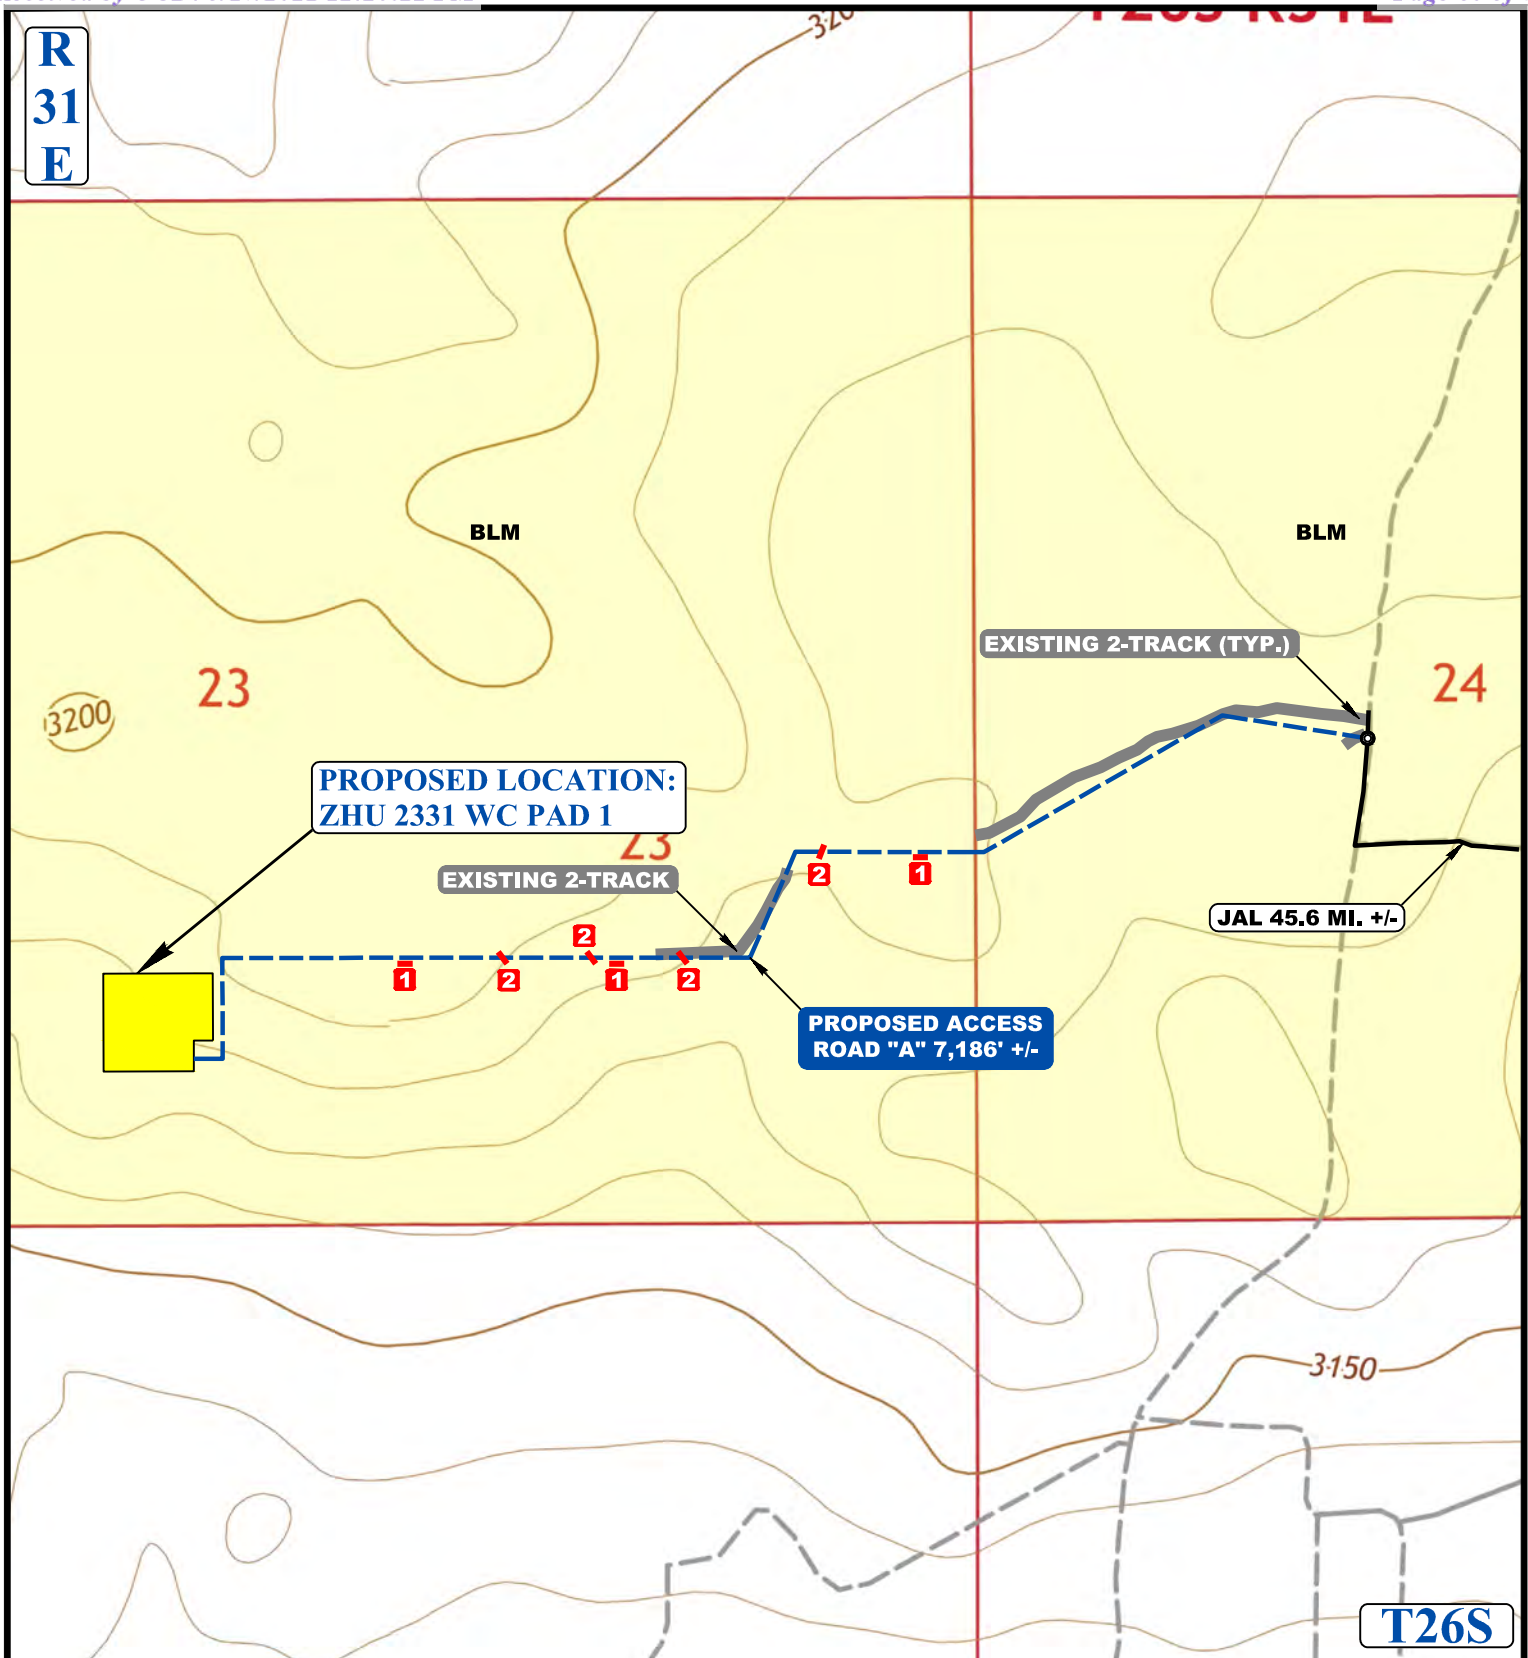 R
31
E
BLM
BLM
EXISTING 2-TRACK (TYP.)
23
24
3200
PROPOSED LOCATION:
ZHU 2331 WC PAD 1
23
EXISTING 2-TRACK
2
1
JAL 45.6 MI. +/-
2
1
2
1
2
PROPOSED ACCESS
ROAD "A" 7,186' +/-
3150
T26S